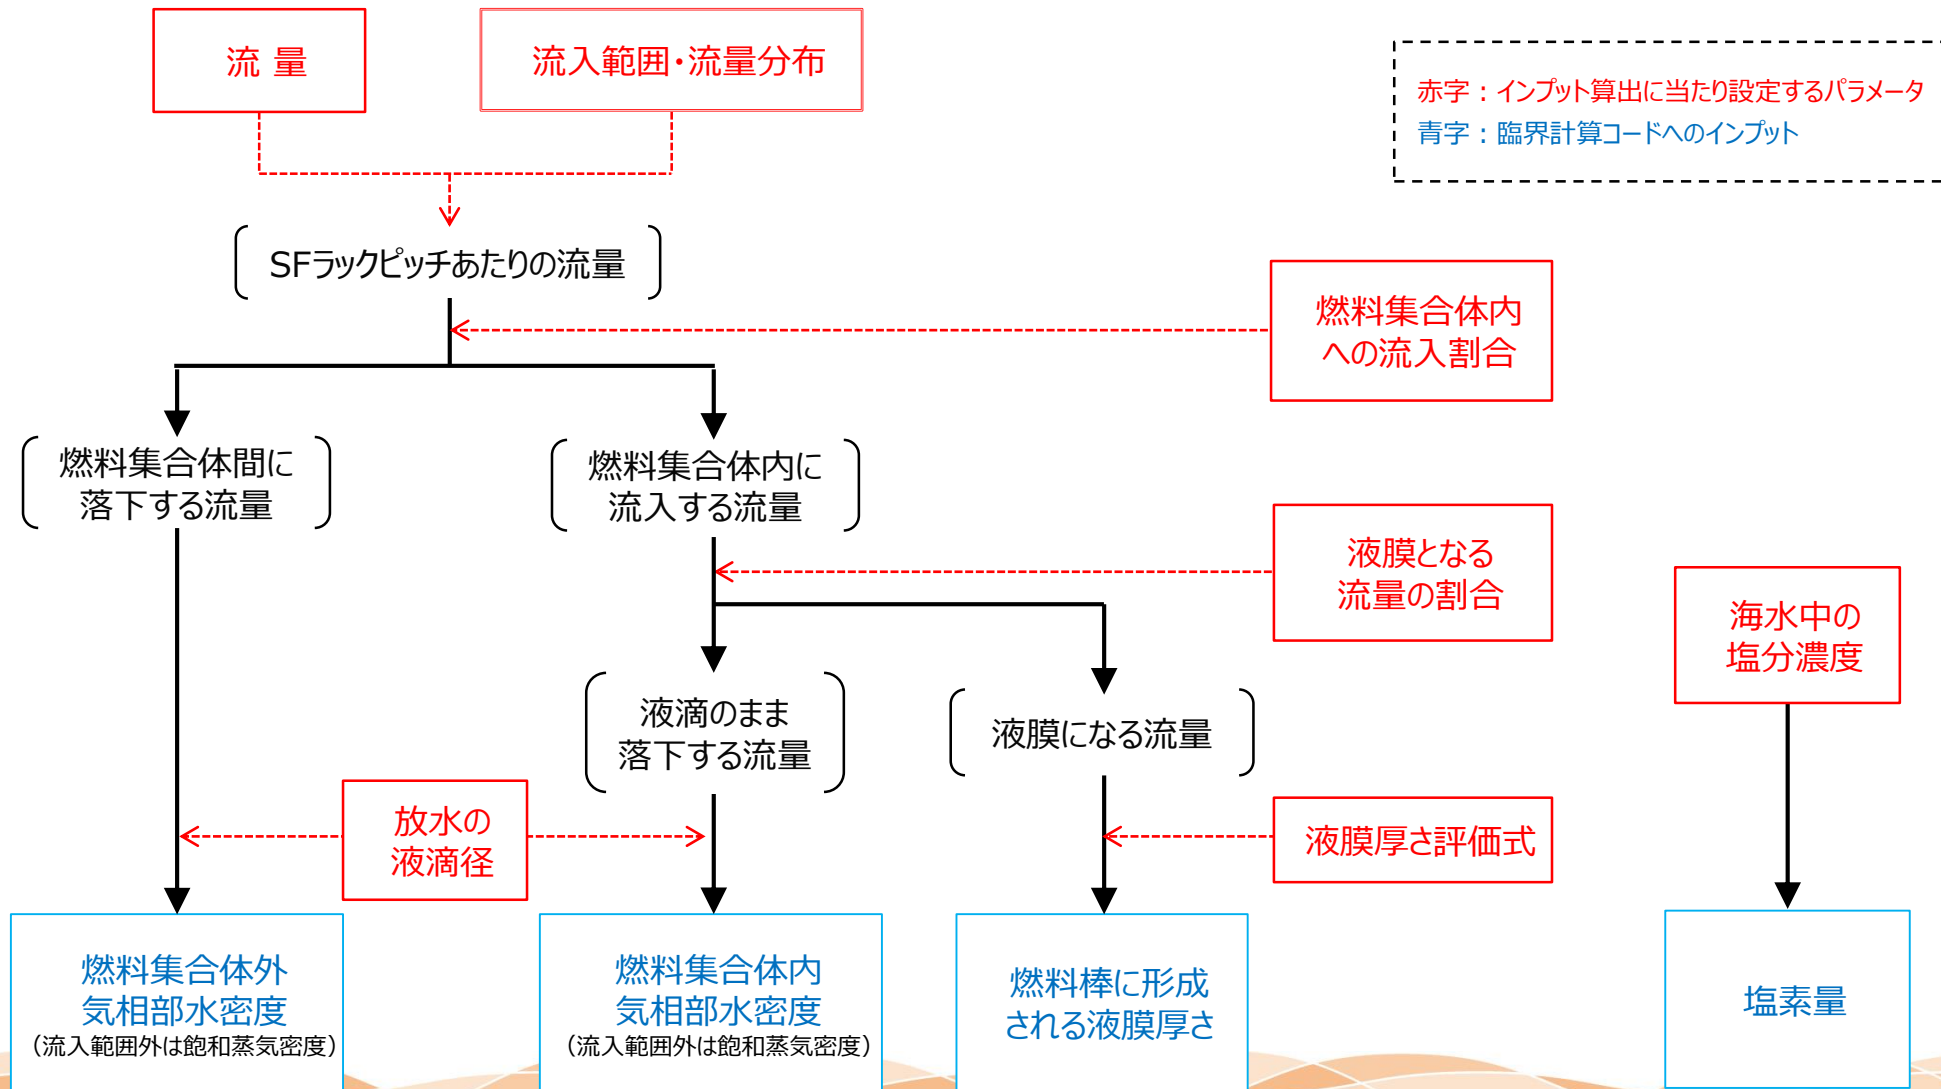 流 量
流入範囲・流量分布
赤字：インプット算出に当たり設定するパラメータ
青字：臨界計算コードへのインプット
SFラックピッチあたりの流量
燃料集合体内
への流入割合
燃料集合体間に
落下する流量
燃料集合体内に
流入する流量
液膜となる
流量の割合
海水中の
塩分濃度
液滴のまま
落下する流量
液膜になる流量
放水の
液滴径
液膜厚さ評価式
燃料集合体外
気相部水密度
（流入範囲外は飽和蒸気密度）
燃料集合体内
気相部水密度
（流入範囲外は飽和蒸気密度）
燃料棒に形成
される液膜厚さ
塩素量